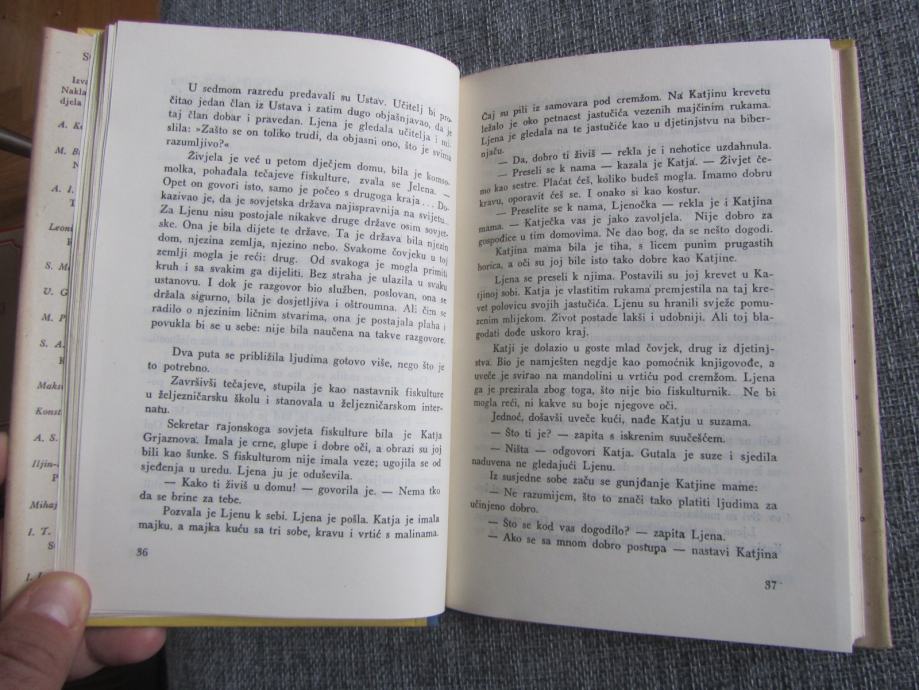 Izva
Nakla
djela
A. Ke
M. B
N
A. I.
T
Leoni
S. M
U. G
M. P
S. A.
Maks
Konst
A. S.
Iljin-
Mihaj
I. T.
U sedmom razredu predavali su Ustav. Učitelj bi pro-
čitao jedan član iz Ustava i zatim dugo objašnjavao, da je
taj član dobar i pravedan. Ljena je gledala učitelja i mi-
slila: »Zašto se on toliko trudi, da objasni ono, što je svima
razumljivo?«
Živjela je već u petom dječjem domu, bila je komso-
molka, pohađala tečajeve fiskulture, zvala se Jelena. —
Opet on govori isto, samo je počeo s drugoga kraja... Do-
kazivao je, da je sovjetska država najispravnija na svijetu...
Za Ljenu nisu postojale nikakve druge države osim sovjet-
ske. Ona je bila dijete te države. Ta je država bila njezin
dom, njezina zemlja, njezino nebo. Svakome čovjeku u toj
zemlji mogla je reći: drug. Od svakoga je mogla primiti
kruh i sa svakim ga dijeliti. Bez straha je ulazila u svaku
ustanovu. I dok je razgovor bio služben, poslovan, ona se
držala sigurno, bila je dosjetljiva i oštroumna. Ali čim se
radilo o njezinim ličnim stvarima, ona je postajala plaha i
povukla bi se u sebe: nije bila naučena na takve razgovore.
Dva puta se približila ljudima gotovo više, nego što je
to potrebno.
Završivši tečajeve, stupila je kao nastavnik fiskulture
u željezničarsku školu i stanovala u željezničarskom inter-
natu.
Sekretar rajonskoga sovjeta fiskulture bila je Katja
Grjaznova. Imala je crne, glupe i dobre oči, a obrazi su joj
bili kao šunke. S fiskulturom nije imala veze; ugojila se od
sjeđenja u uredu. Ljena ju je oduševila.
— Kako ti živiš u domu! — govorila je. — Nema tko
da se brine za tebe.
Pozvala je Ljenu k sebi. Ljena je pošla. Katja je imala
majku, a majka kuću sa tri sobe, kravu i vrtić s malinama.
36
Čaj su pili iz samovara pod cremžom. Na Katjinu krevetu
ležalo je oko petnaest jastučića vezenih majčinim rukama.
Ljena je gledala na te jastučiće kao u djetinjstvu na biber-
njaču.
— Da, dobro ti živiš — rekla je i nehotice uzdahnula.
— Preseli se k nama — kazala je Katja. — Živjet će-
mo kao sestre. Plaćat ćeš, koliko budeš mogla. Imamo dobru
kravu, oporavit ćeš se. I onako si kao kostur.
— Preselite se k nama, Ljenočka — rekla je i Katjina
mama. — Katječka vas je jako zavoljela. Nije dobro za
gospođice u tim domovima. Ne dao bog, da se nešto dogodi.
Katjina mama bila je tiha, s licem punim prugastih
borica, a oči su joj bile isto tako dobre kao Katjine.
Ljena se preseli k njima. Postavili su joj krevet u Ka-
tjinoj sobi. Katja je vlastitim rukama premjestila na taj krev-
et polovicu svojih jastučića. Ljenu su hranili svježe pomu-
zenim mlijekom. Život postade lakši i udobniji. Ali toj bla-
godati dođe uskoro kraj.
Katji je dolazio u goste mlad čovjek, drug iz djetinj-
stva. Bio je namješten negdje kao pomoćnik knjigovođe, a
uveče je svirao na mandolini u vrtiću pod cremžom. Ljena
ga je prezirala zbog toga, što nije bio fiskulturnik. Ne bi
mogla reći, ni kakve su boje njegove oči.
Jednoć, došavši uveče kući, nađe Katju u suzama.
— Što ti je? — zapita s iskrenim suučešćem.
— Ništa — odgovori Katja. Gutala je suze i sjedila
naduvena ne gledajući Ljenu.
Iz susjedne sobe začu se gunđanje Katjine mame:
— Ne razumijem, što to znači tako platiti ljudima za
učinjeno dobro.
— Što se kod vas dogodilo? — zapita Ljena.
— Ako se sa mnom dobro postupa — nastavi Katjina
37